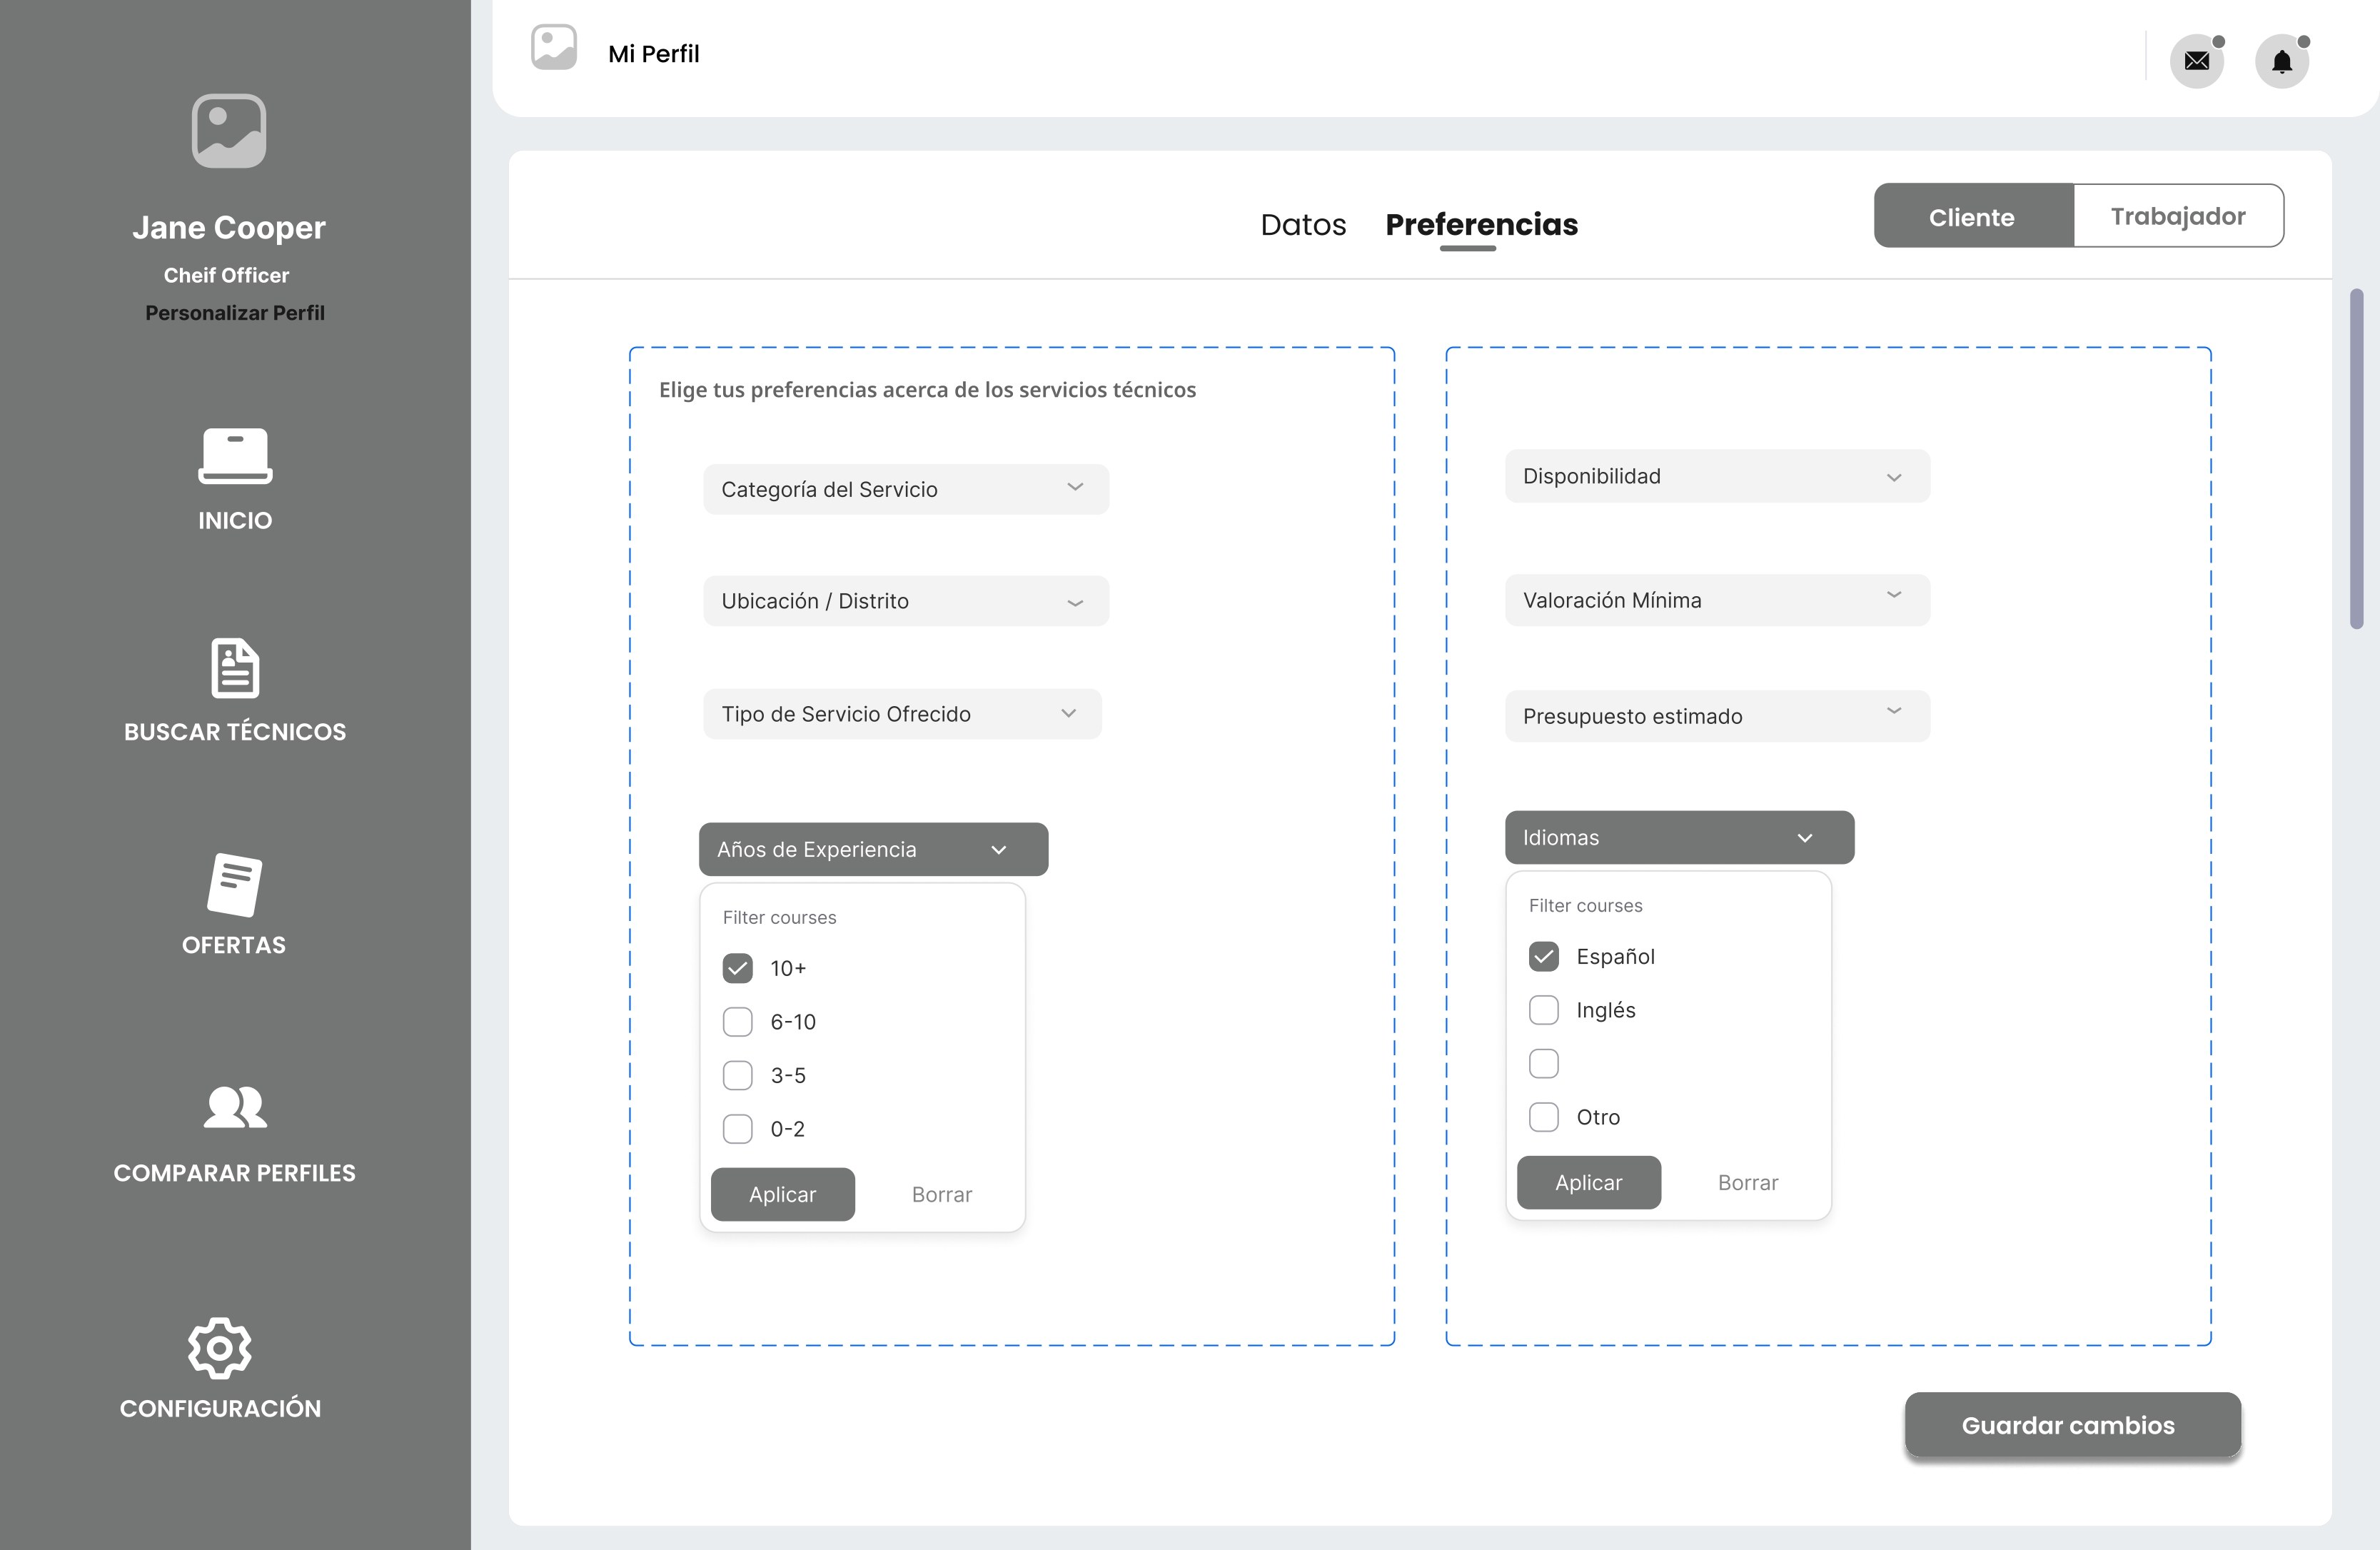 Jane Cooper
Cheif Officer
Personalizar Perfil
INICIO
BUSCAR TÉCNICOS
OFERTAS
COMPARAR PERFILES
CONFIGURACIÓN
Mi Perfil
Datos
Preferencias
Cliente
Trabajador
Elige tus preferencias acerca de los servicios técnicos
Categoría del Servicio
Ubicación / Distrito
Tipo de Servicio Ofrecido
Años de Experiencia
Filter courses
10+
6-10
3-5
0-2
Aplicar
Borrar
Disponibilidad
Valoración Mínima
Presupuesto estimado
Idiomas
Filter courses
Español
Inglés
Otro
Aplicar
Borrar
Guardar cambios